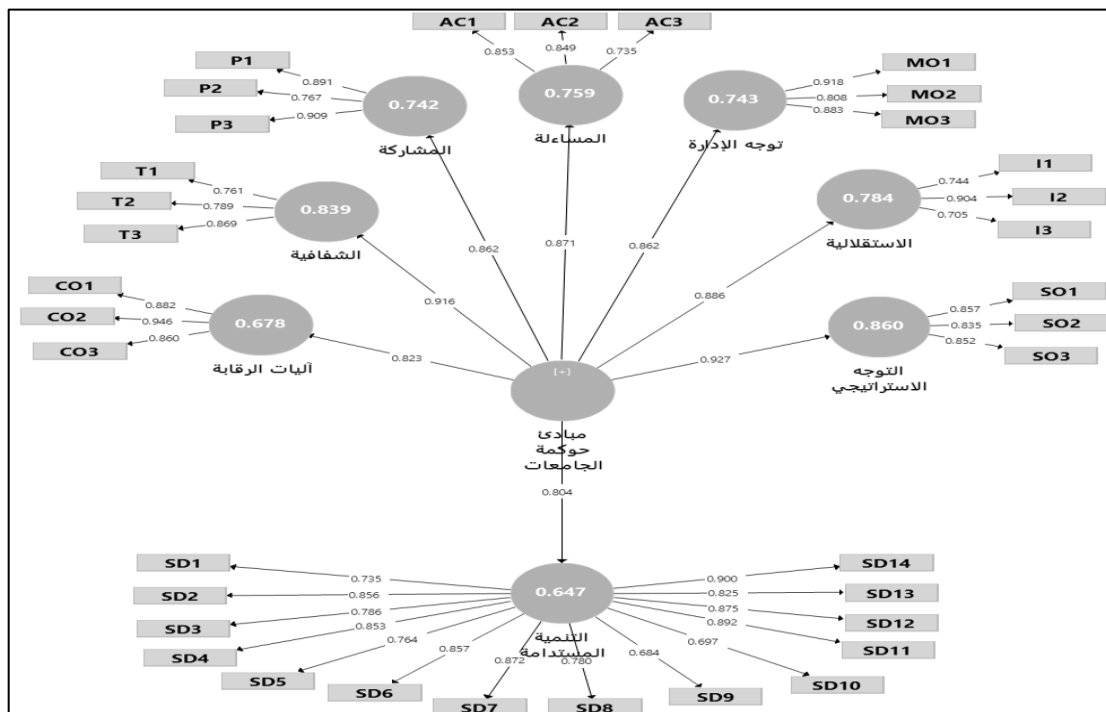 AC1
AC2
AC3
0.853
0.849
0.735
0.759
المساءلة
P1
P2
P3
0.891
0.767
0.909
0.742
المشاركة
MO1
MO2
MO3
0.918
0.808
0.883
0.743
توجه الإدارة
T1
T2
T3
0.761
0.789
0.869
0.839
الشفافية
I1
I2
I3
0.744
0.904
0.705
0.784
الاستقلالية
CO1
CO2
CO3
0.882
0.946
0.860
0.678
آليات الرقابة
SO1
SO2
SO3
0.857
0.835
0.852
0.860
التوجه
الاستراتيجي
0.862
0.871
0.862
0.916
0.886
0.823
0.927
[+]
مبادئ
حوكمة
الجامعات
0.804
0.647
التنمية
المستدامة
SD1
SD2
SD3
SD4
SD5
SD6
SD7
SD8
SD9
SD10
SD11
SD12
SD13
SD14
0.735
0.856
0.786
0.853
0.764
0.857
0.872
0.780
0.684
0.697
0.892
0.875
0.825
0.900